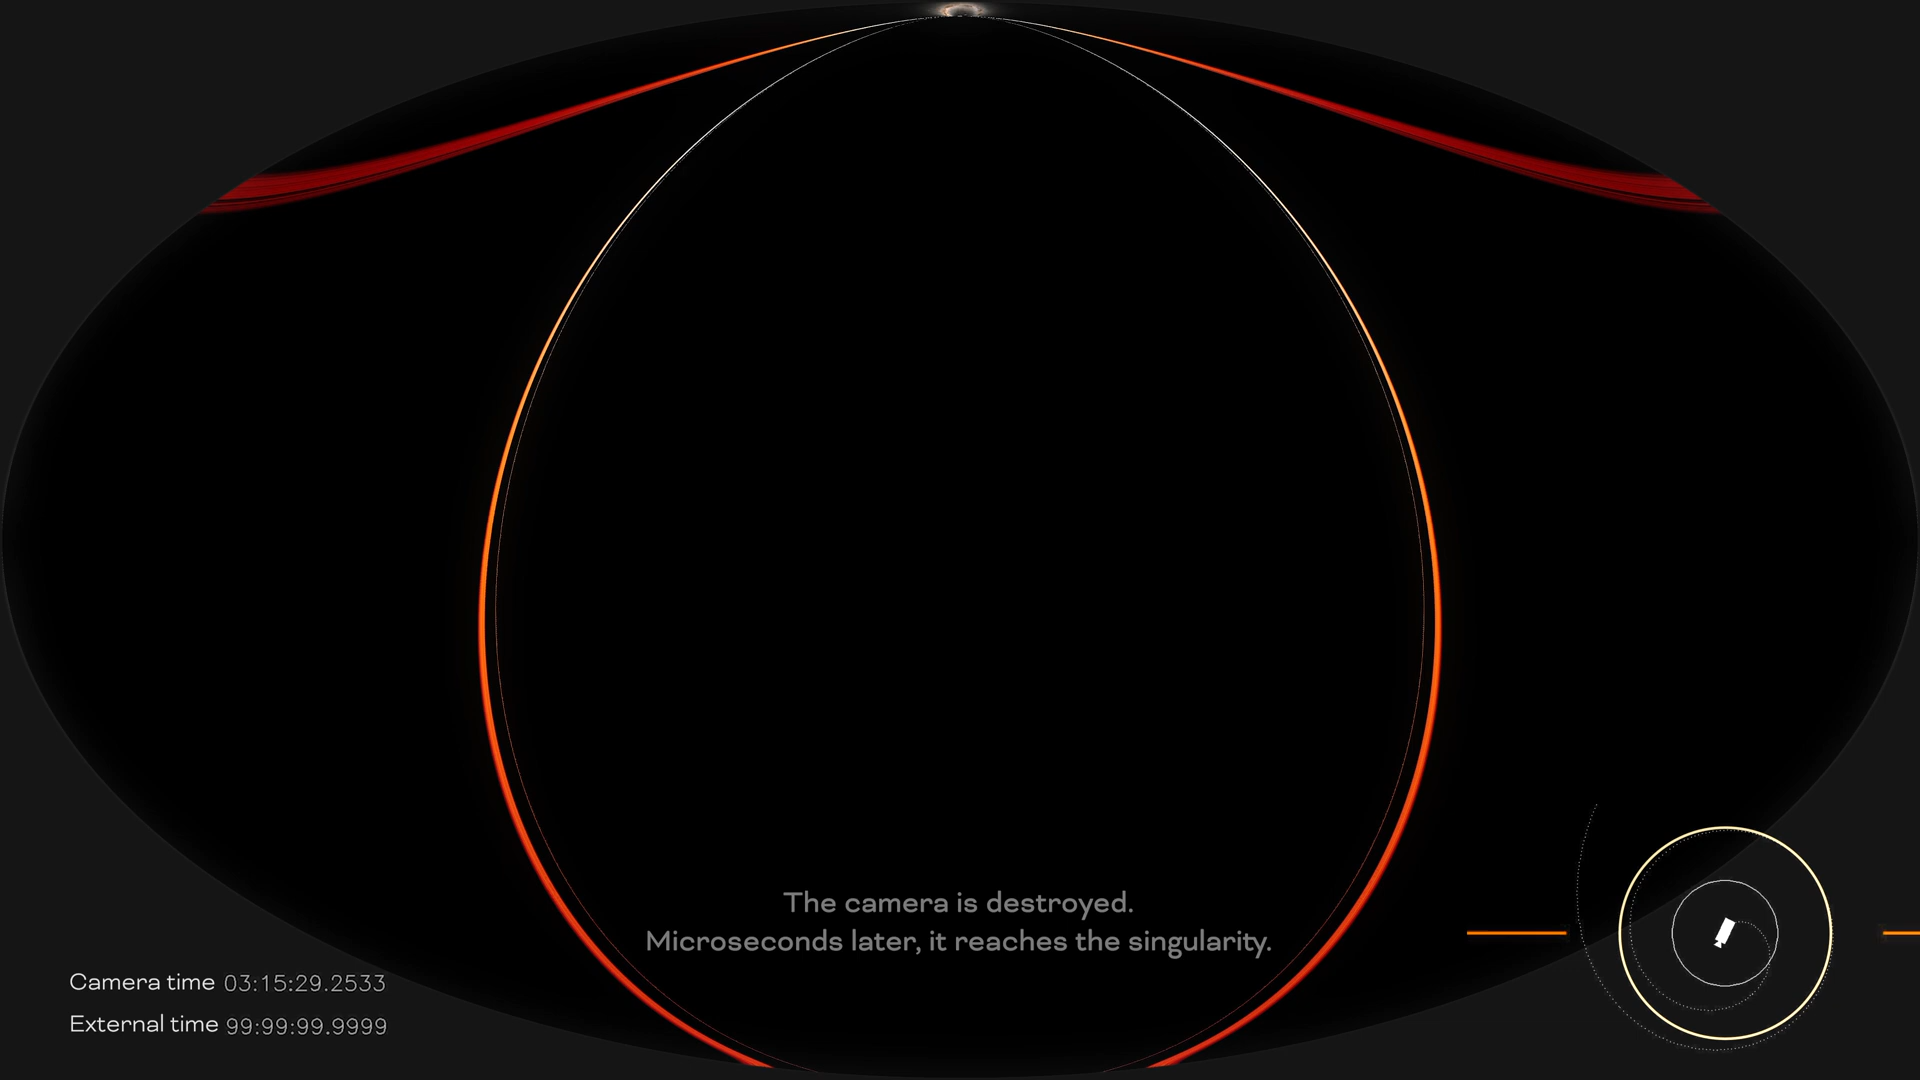 The camera is destroyed.
Microseconds later, it reaches the singularity.
Camera time 03:15:29.2533
External time 99:99:99.9999